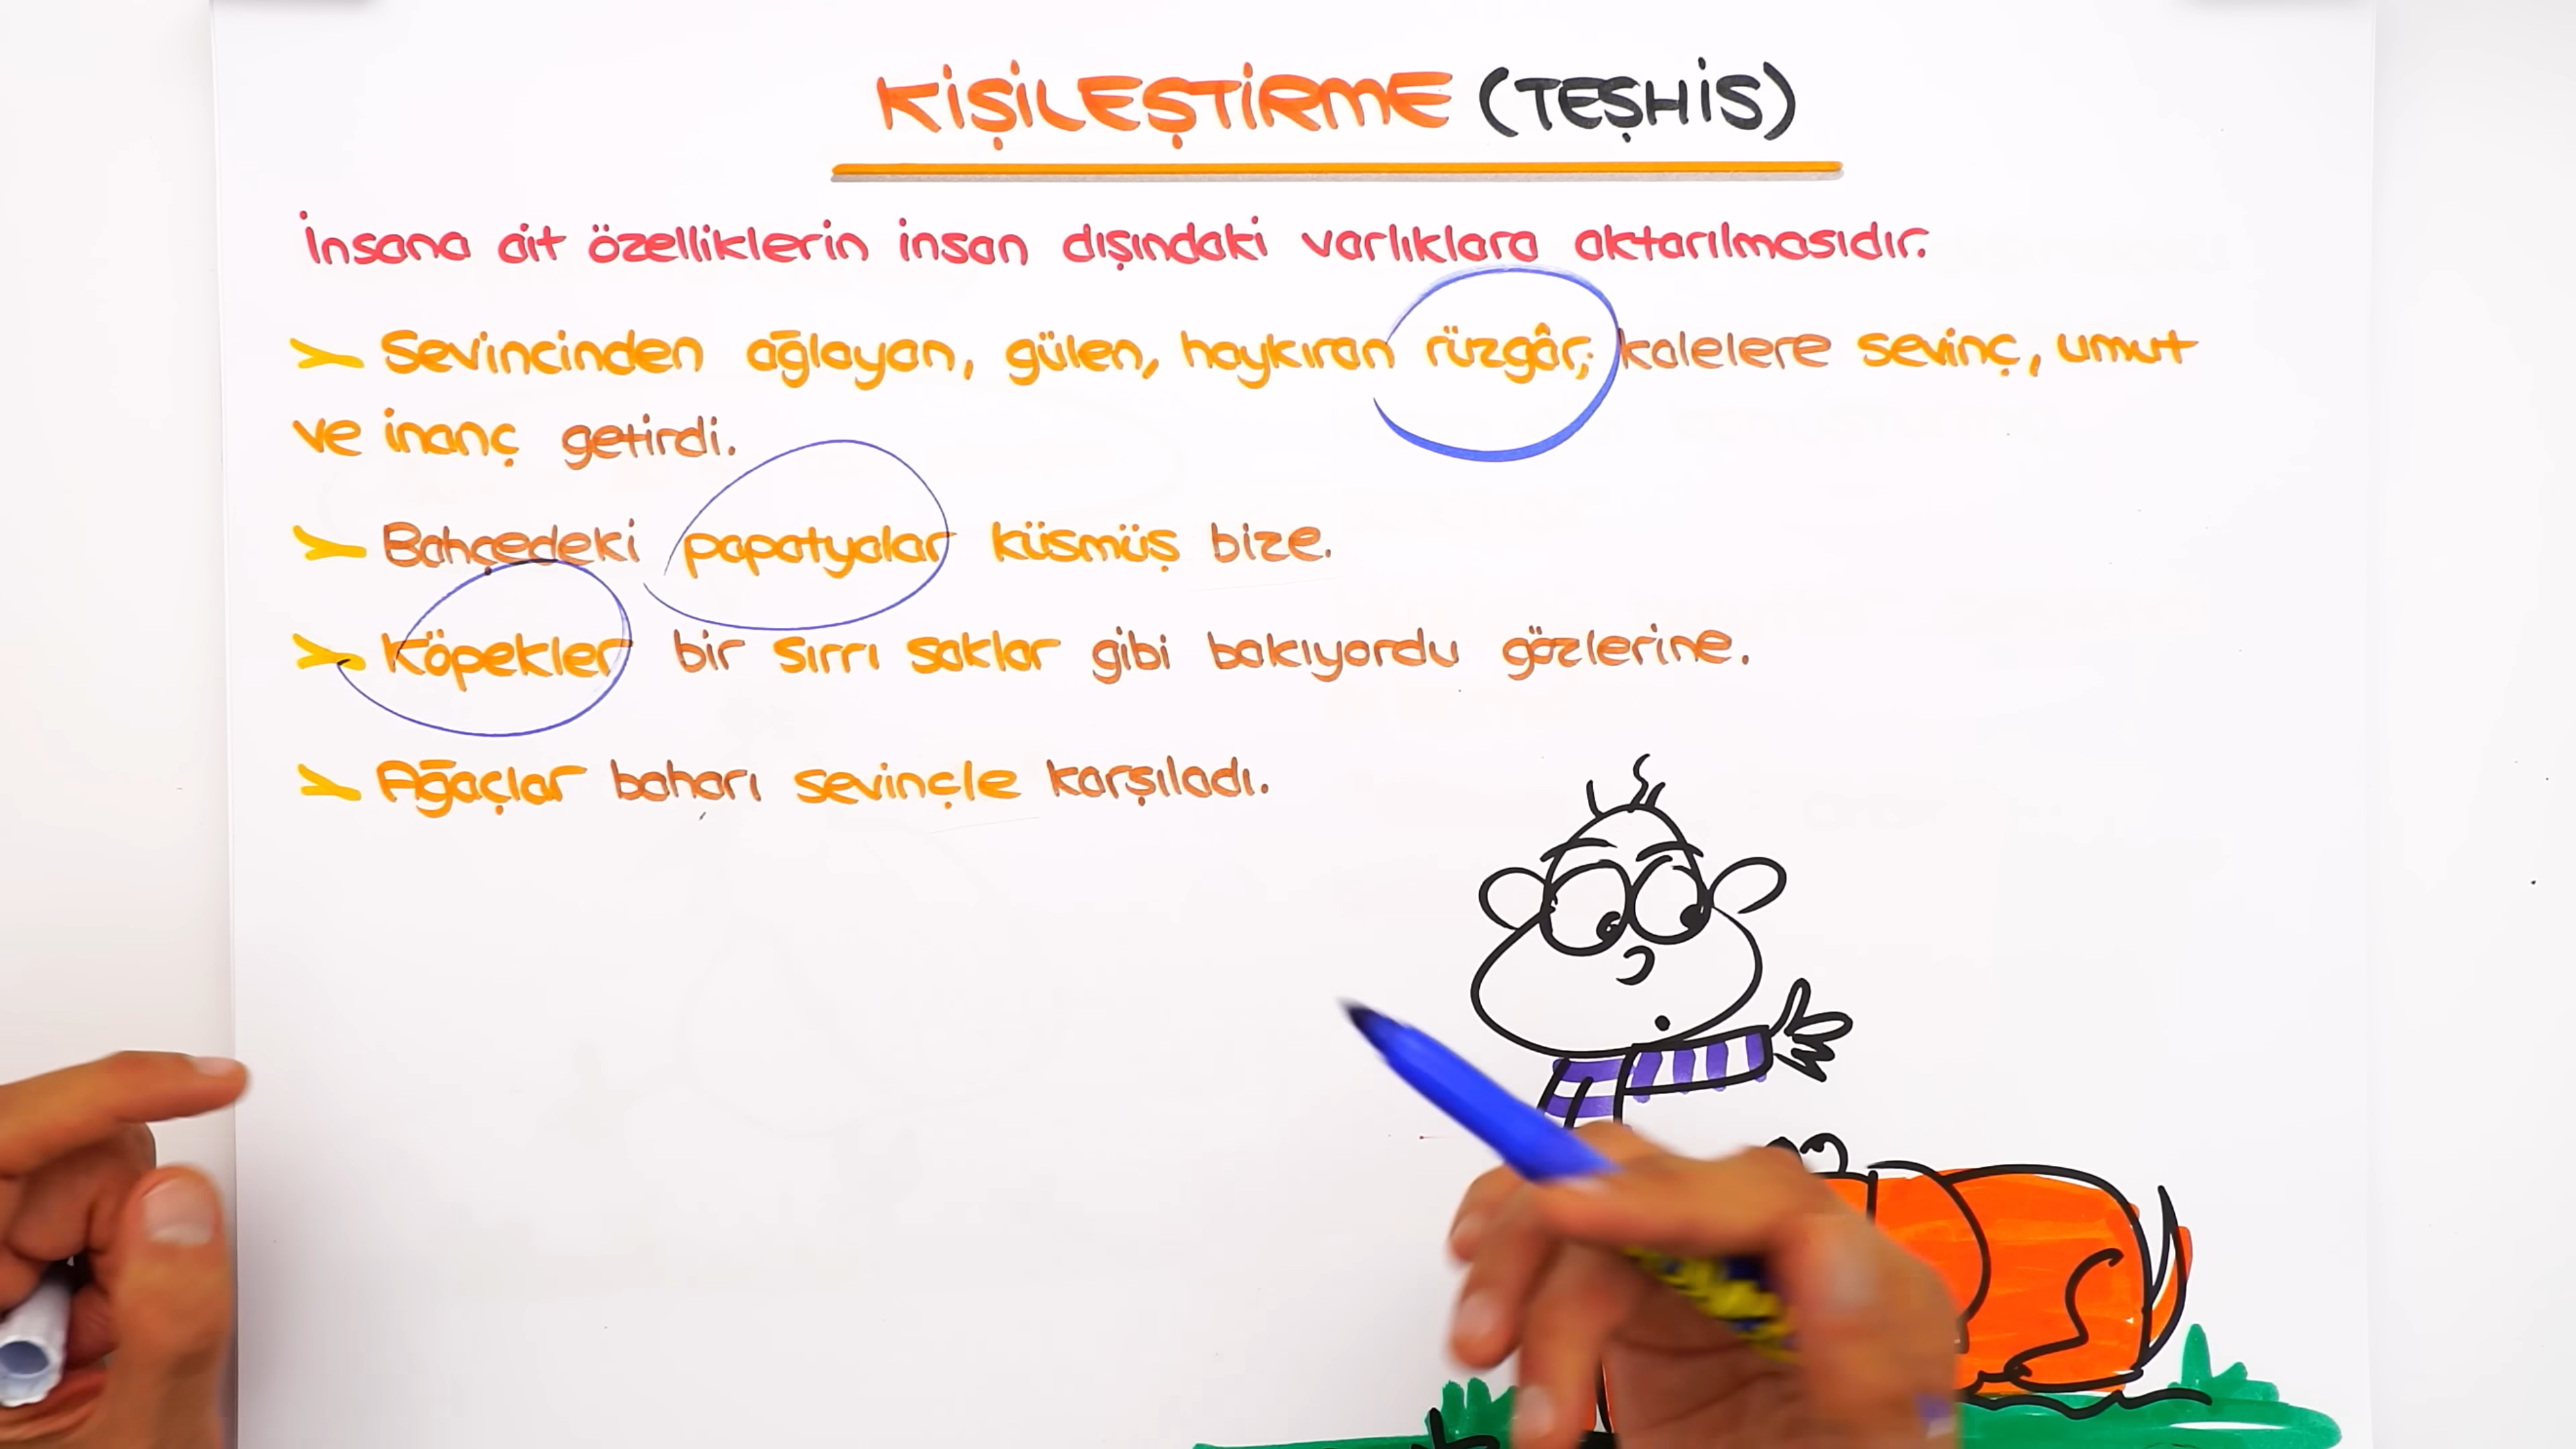 KİŞİLEŞTİRME (TEŞHİS)
İnsana ait özelliklerin insan dışındaki varlıklara aktarılmasıdır.
➤ Sevincinden ağlayan, gülen, haykıran rüzgâr; kalelere sevinç, umut
ve inanç getirdi.
➤ Bahçedeki papatyalar küsmüş bize.
➤ Köpekler bir sırrı saklar gibi bakıyordu gözlerine.
➤ Ağaçlar baharı sevinçle karşıladı.